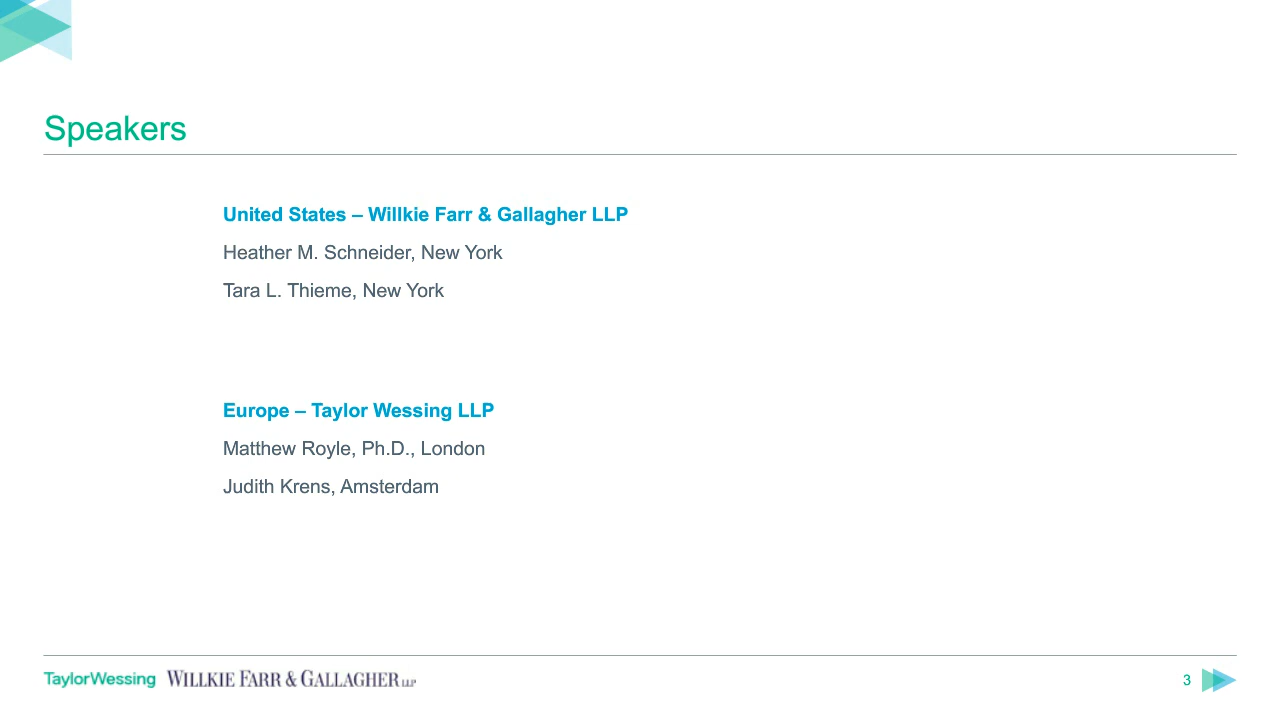 Speakers
United States – Willkie Farr & Gallagher LLP
Heather M. Schneider, New York
Tara L. Thieme, New York
Europe – Taylor Wessing LLP
Matthew Royle, Ph.D., London
Judith Krens, Amsterdam
TaylorWessing WILLKIE FARR & GALLAGHER LLP
3